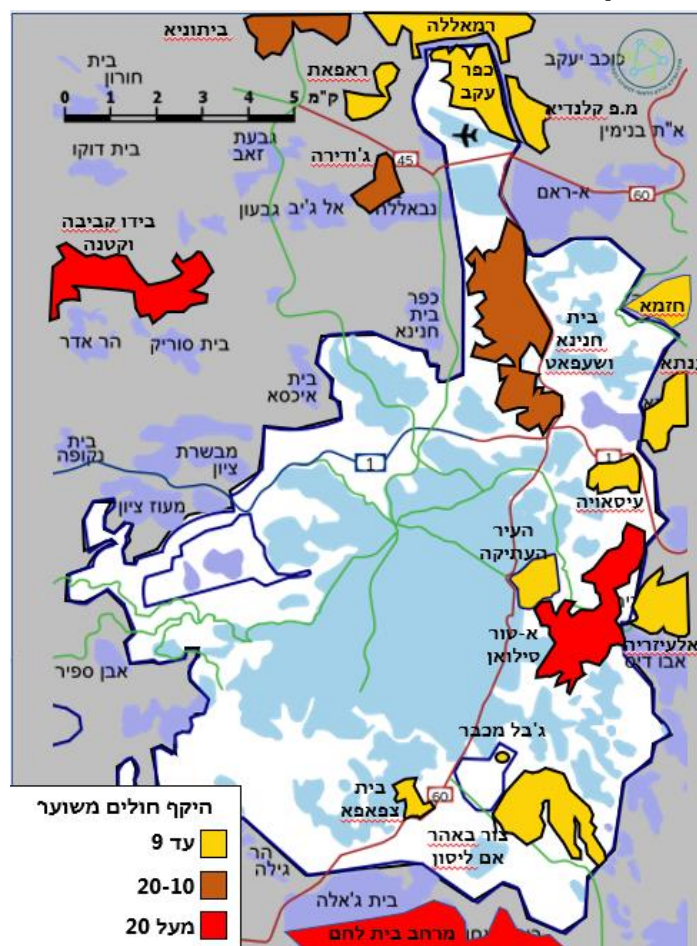 רמאללה
ביתוניא
כפר
עקב
ראפאת
מ.פ קלנדיא
כוכב יעקב
בית
חורון
0 1 2 3 4 5 ק"מ
א"ת בנימין
גבעת
זאב
בית דוקו
ג'ודירה
45
60
א-ראם
נבאללה
אל ג'יב
גבעון
בידו קביבה
וקטנה
חזמא
בית
חנינא
ושעפאט
כפר
בית
חנינא
הר אדר
בית סוריק
בית
איכסא
ענתא
בית
נקופה
מבשרת
ציון
1
1
מעוז ציון
עיסאוויה
העיר
העתיקה
א-טור
סילואן
אלעיזריה
אבו דיס
אבן ספיר
ג'בל מכבר
בית
צפאפא
60
צור באהר
אם ליסון
הר
גילה
בית ג'אלה
מרחב בית לחם
היקף חולים משוער
עד 9
20-10
מעל 20